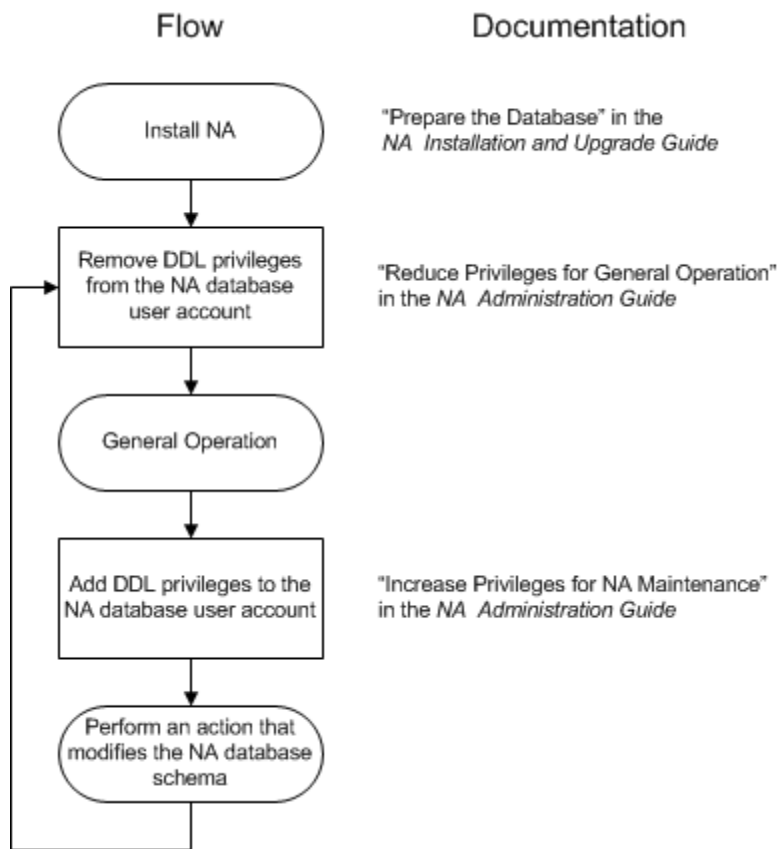 Flow
Documentation
Install NA
“Prepare the Database” in the
NA Installation and Upgrade Guide
Remove DDL privileges
from the NA database
user account
“Reduce Privileges for General Operation”
in the NA Administration Guide
General Operation
Add DDL privileges to the
NA database user account
“Increase Privileges for NA Maintenance”
in the NA Administration Guide
Perform an action that
modifies the NA database
schema